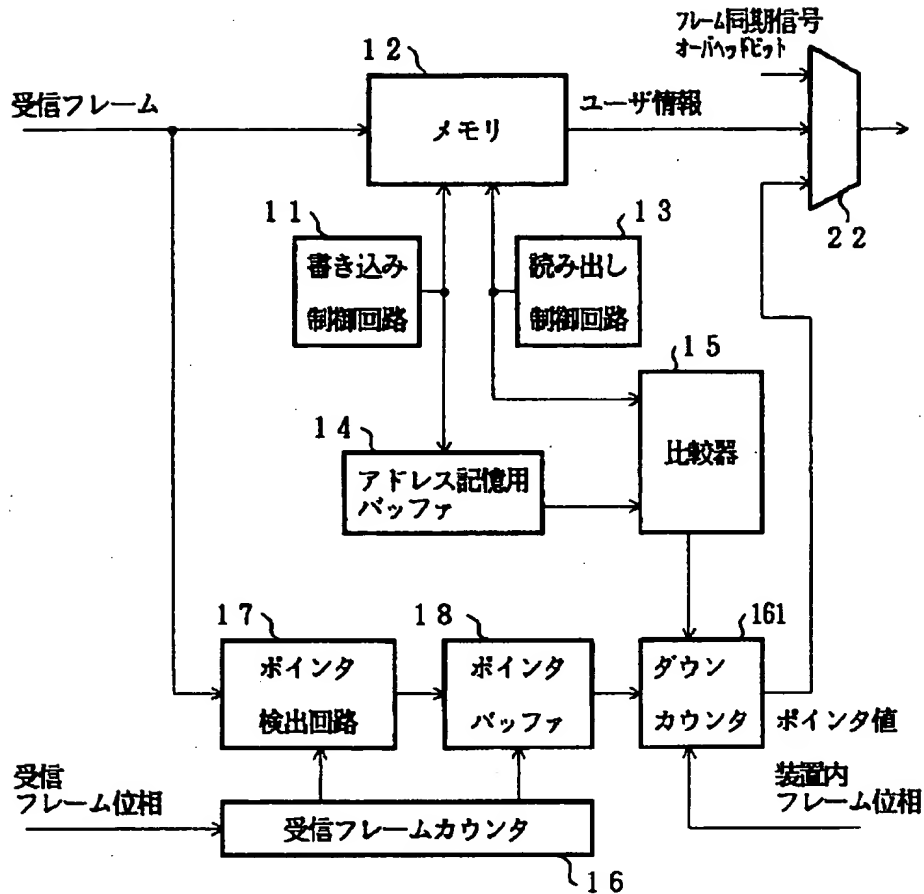 フレーム同期信号
オーバヘッドビット
12
受信フレーム
メモリ
ユーザ情報
11
書き込み
制御回路
13
読み出し
制御回路
22
15
比較器
14
アドレス記憶用
バッファ
17
ポインタ
検出回路
18
ポインタ
バッファ
161
ダウン
カウンタ
ポインタ値
受信
フレーム位相
装置内
フレーム位相
受信フレームカウンタ
16